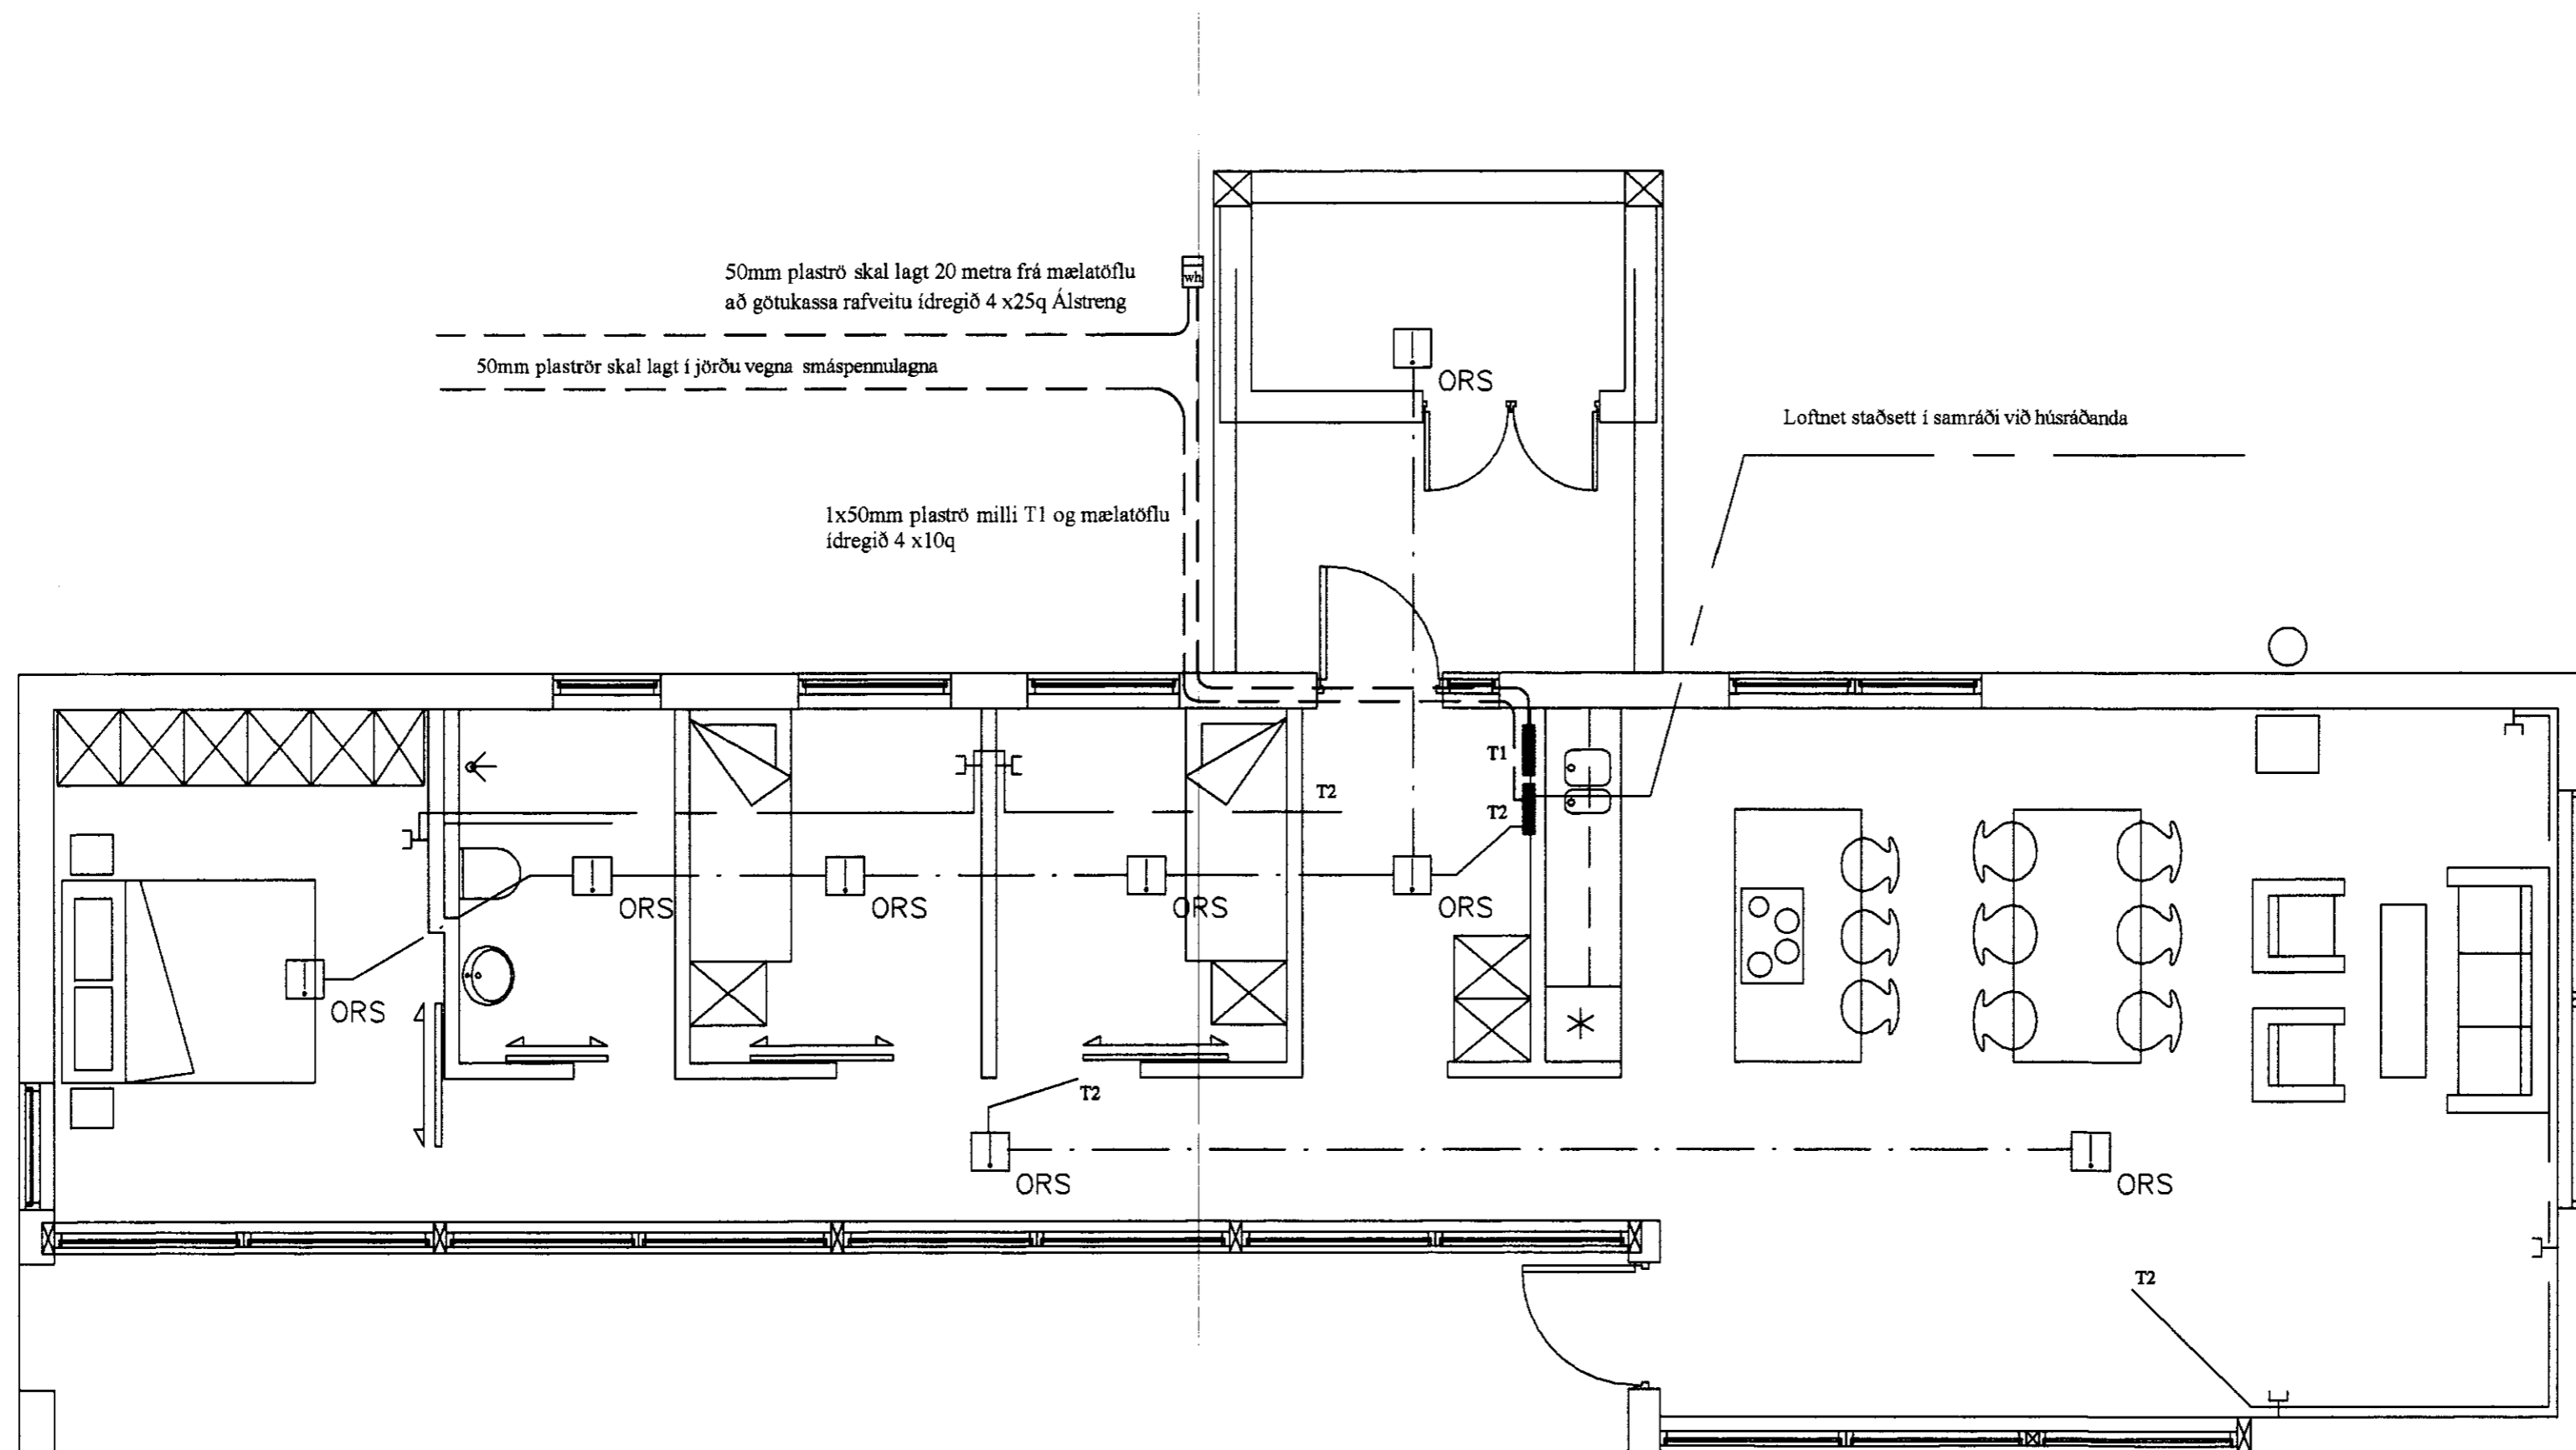 50mm plaströ skal lagt 20 metra frá mælatöflu
að götukassa rafveitu ídregið 4 x25q Álstreng
wh
50mm plaströr skal lagt í jörðu vegna smáspennulagna
ORS
Loftnet staðsett í samráði við húsráðanda
1x50mm plaströ milli T1 og mælatöflu
ídregið 4 x10q
T1
T2
T2
ORS
ORS
ORS
ORS
ORS
T2
ORS
ORS
T2